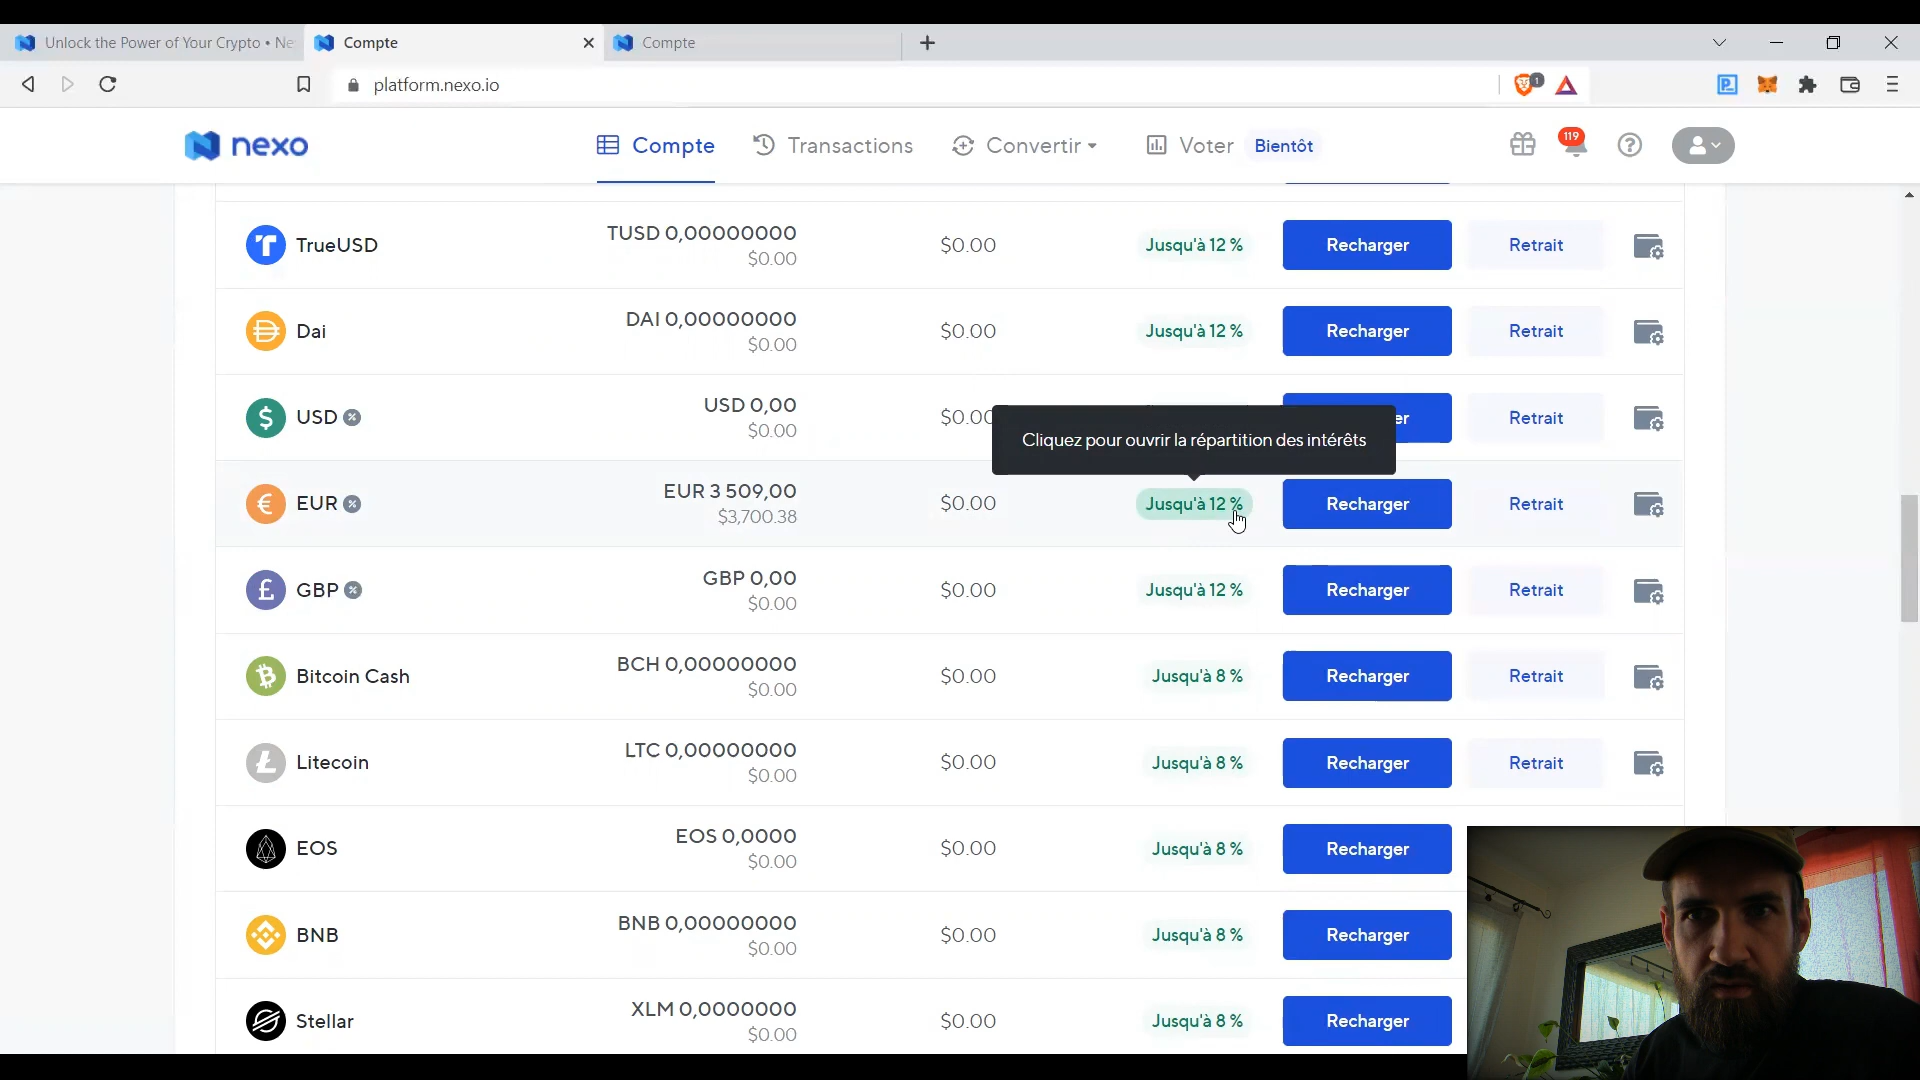 Unlock the Power of Your Crypto • Ne
Compte
Compte
platform.nexo.io
1
nexo
Compte
Transactions
Convertir
Voter
Bientôt
119
TrueUSD
TUSD 0,00000000
$0.00
$0.00
Jusqu'à 12 %
Recharger
Retrait
Dai
DAI 0,00000000
$0.00
$0.00
Jusqu'à 12 %
Recharger
Retrait
USD
USD 0,00
$0.00
$0.00
er
Retrait
Cliquez pour ouvrir la répartition des intérêts
EUR
EUR 3 509,00
$3,700.38
$0.00
Jusqu'à 12 %
Recharger
Retrait
GBP
GBP 0,00
$0.00
$0.00
Jusqu'à 12 %
Recharger
Retrait
Bitcoin Cash
BCH 0,00000000
$0.00
$0.00
Jusqu'à 8 %
Recharger
Retrait
Litecoin
LTC 0,00000000
$0.00
$0.00
Jusqu'à 8 %
Recharger
Retrait
EOS
EOS 0,0000
$0.00
$0.00
Jusqu'à 8 %
Recharger
BNB
BNB 0,00000000
$0.00
$0.00
Jusqu'à 8 %
Recharger
Stellar
XLM 0,0000000
$0.00
$0.00
Jusqu'à 8 %
Recharger